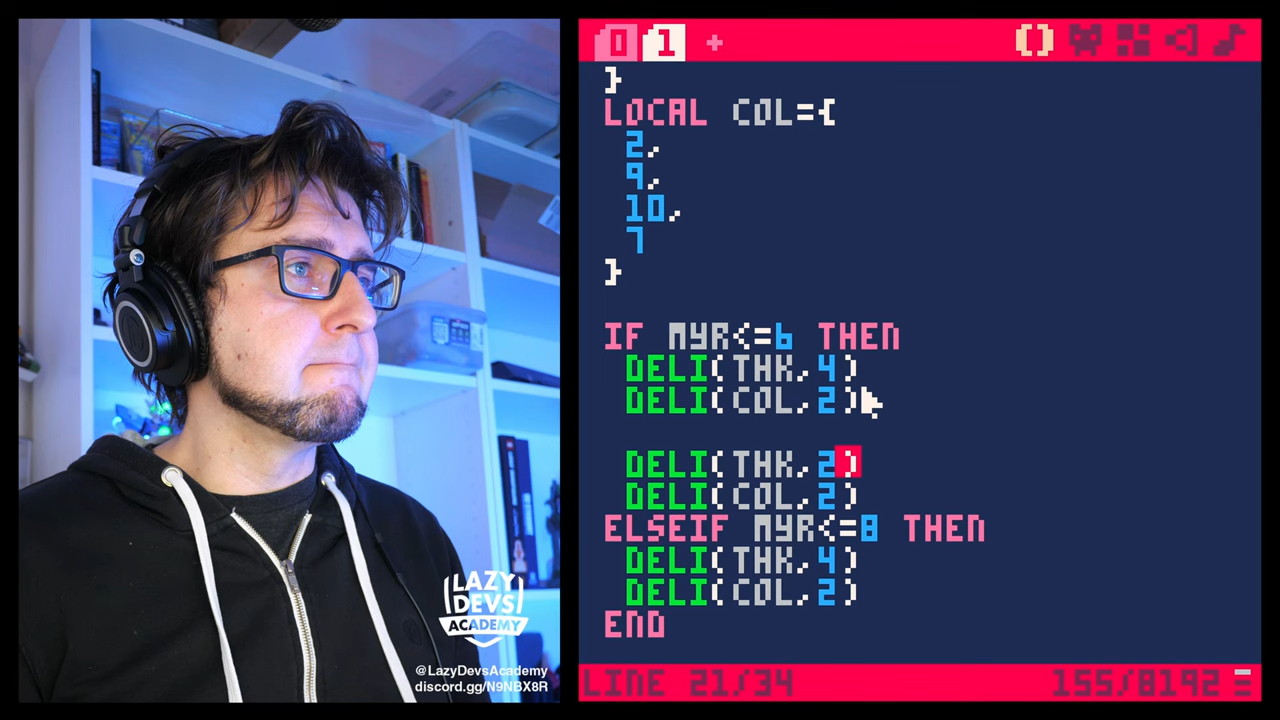 LAZY
DEVS
ACADEMY
@LazyDevsAcademy
discord.gg/N9NBX8R
0 1 +
}
LOCAL COL={
2,
9,
10,
7
}
IF MYR<=6 THEN
DELI(THK,4)
DELI(COL,2)
DELI(THK,2)
DELI(COL,2)
ELSEIF MYR<=8 THEN
DELI(THK,4)
DELI(COL,2)
END
LINE 21/34
155/8192